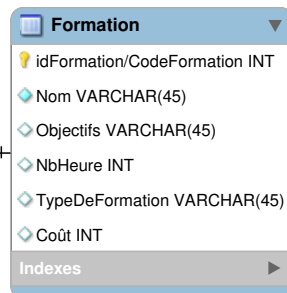 Formation
idFormation/CodeFormation INT
Nom VARCHAR(45)
Objectifs VARCHAR(45)
NbHeure INT
TypeDeFormation VARCHAR(45)
Coût INT
Indexes